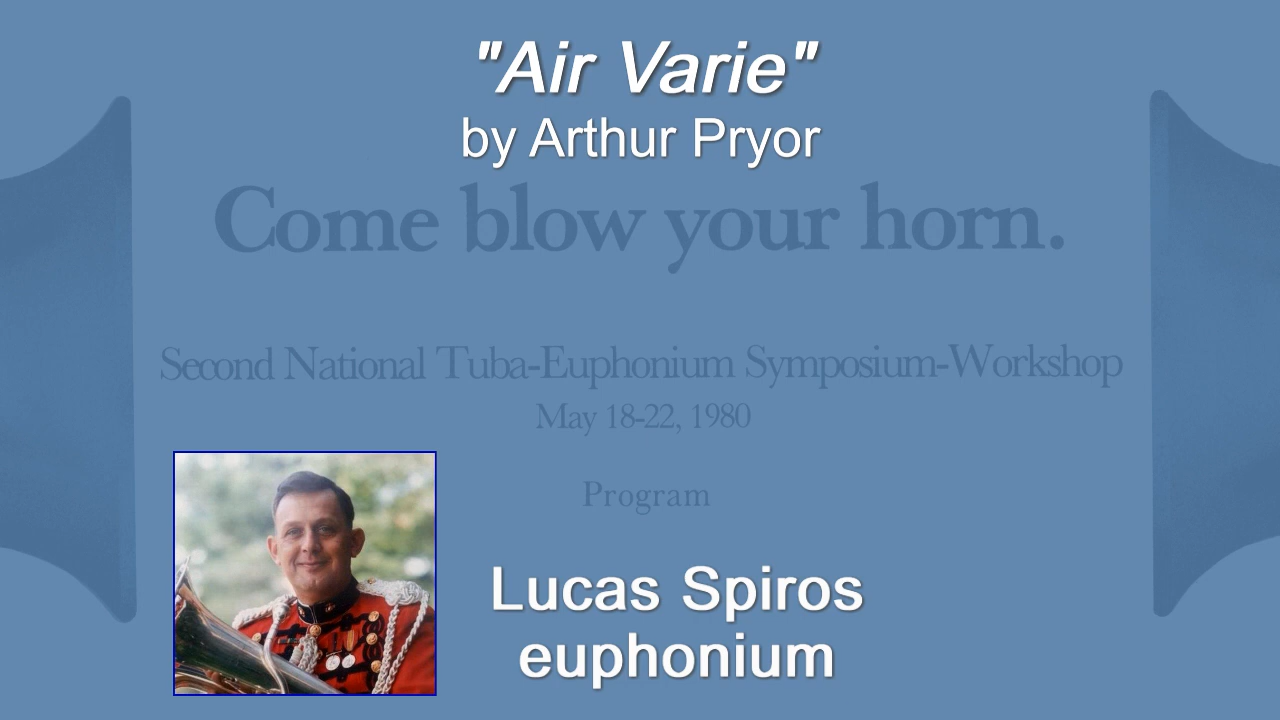 "Air Varie"
by Arthur Pryor
Come blow your horn.
Second National Tuba-Euphonium Symposium-Workshop
May 18-22, 1980
Program
Lucas Spiros
euphonium